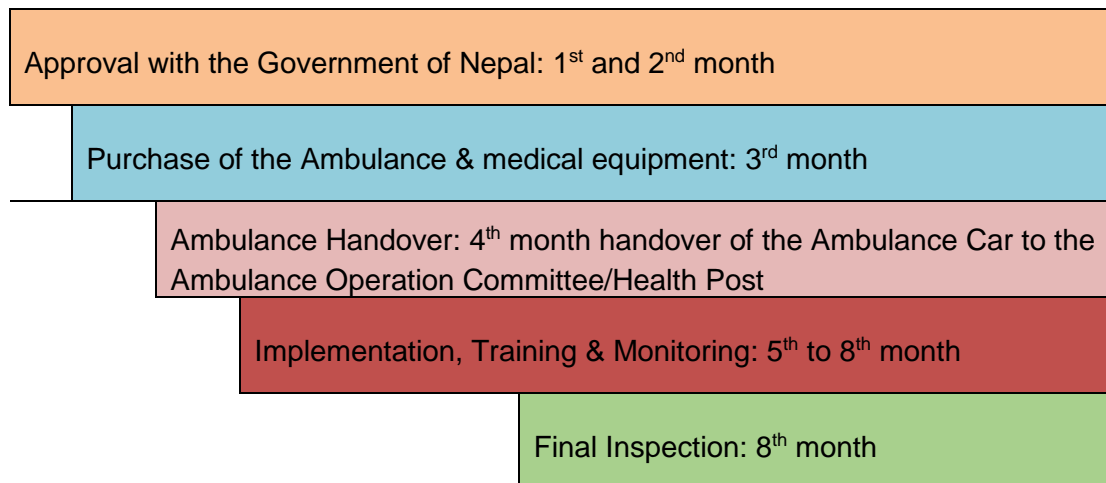 Approval with the Government of Nepal: 1st and 2nd month
Purchase of the Ambulance & medical equipment: 3rd month
Ambulance Handover: 4th month handover of the Ambulance Car to the
Ambulance Operation Committee/Health Post
Implementation, Training & Monitoring: 5th to 8th month
Final Inspection: 8th month